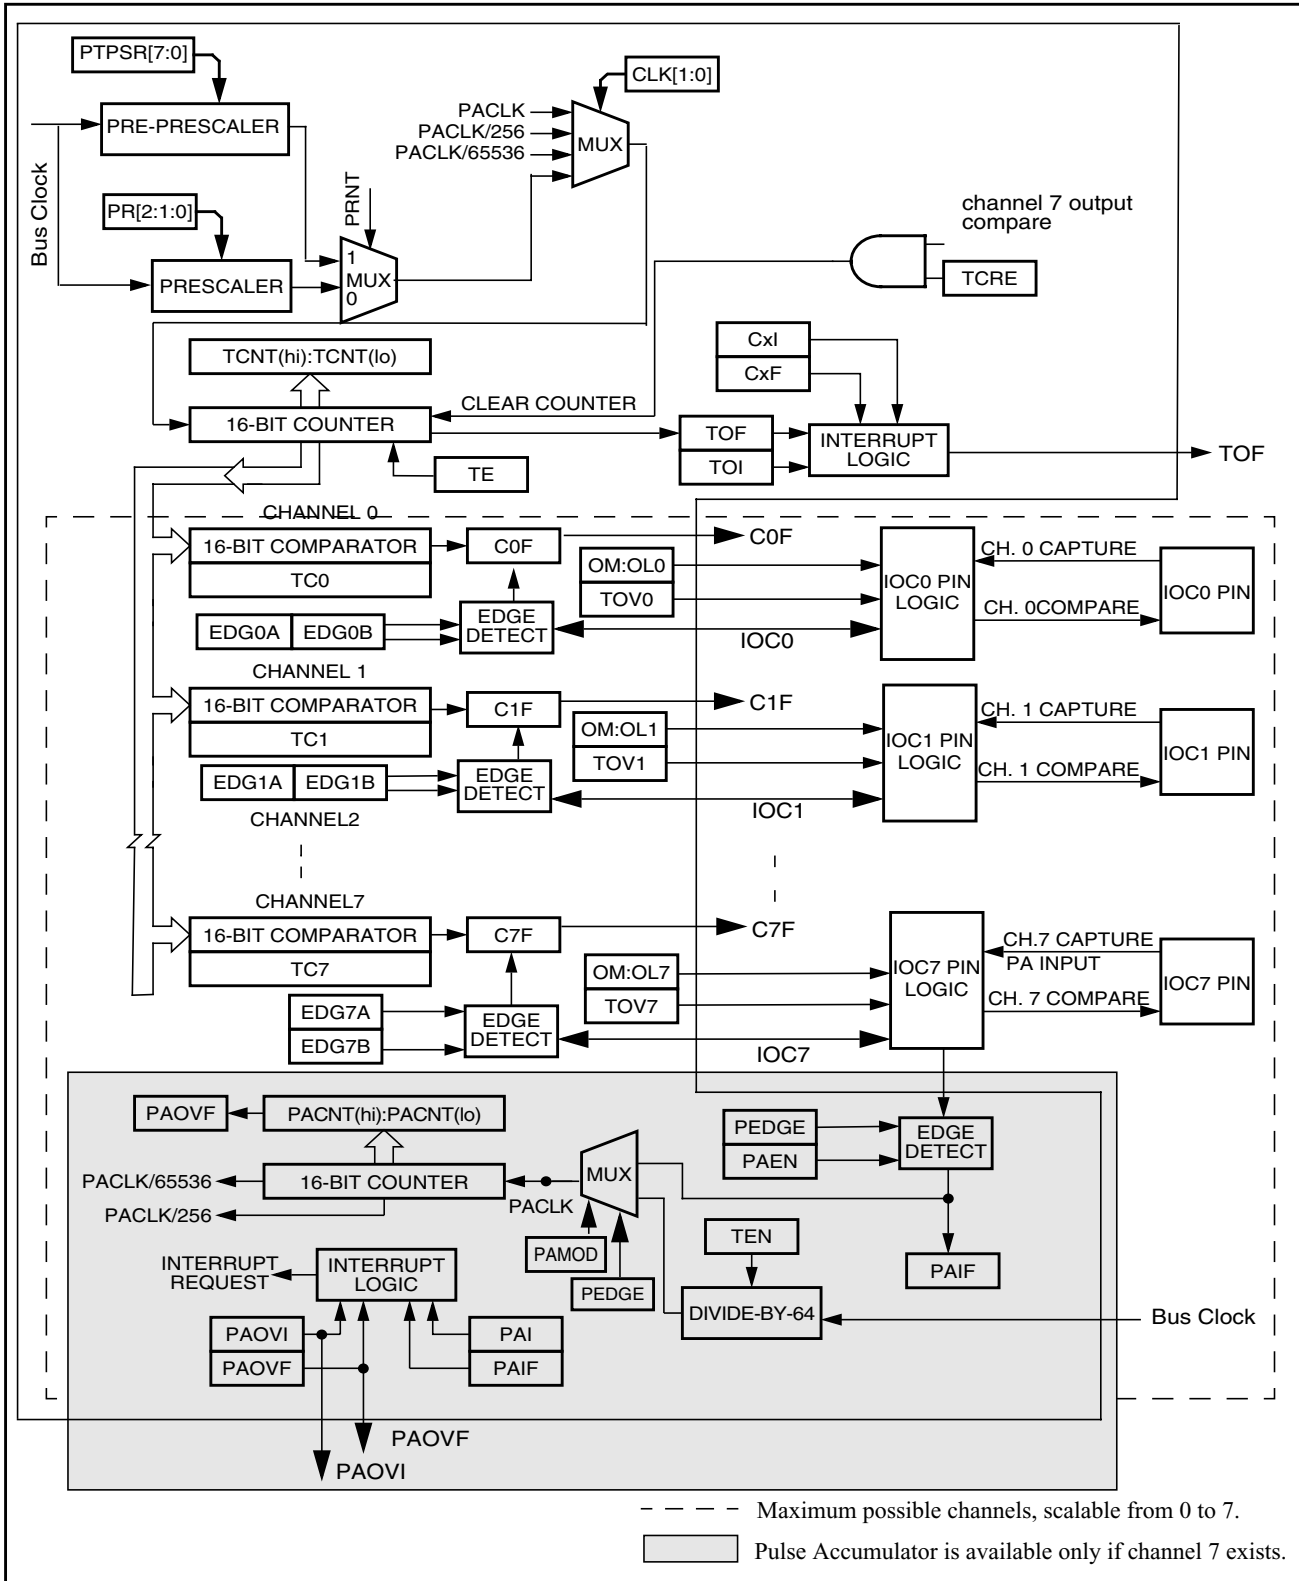 PTPSR[7:0]
CLK[1:0]
PRE-PRESCALER
PACLK
PACLK/256
PACLK/65536
MUX
Bus Clock
PR[2:1:0]
PRNT
channel 7 output
compare
PRESCALER
1
MUX
0
TCRE
TCNT(hi):TCNT(lo)
CxI
CxF
CLEAR COUNTER
16-BIT COUNTER
TOF
TOI
INTERRUPT
LOGIC
TOF
TE
CHANNEL 0
16-BIT COMPARATOR
TC0
C0F
C0F
OM:OL0
TOV0
IOC0 PIN
LOGIC
CH. 0 CAPTURE
CH. 0COMPARE
IOC0 PIN
EDG0A
EDG0B
EDGE
DETECT
IOC0
CHANNEL 1
16-BIT COMPARATOR
TC1
C1F
C1F
OM:OL1
TOV1
IOC1 PIN
LOGIC
CH. 1 CAPTURE
CH. 1 COMPARE
IOC1 PIN
EDG1A
EDG1B
EDGE
DETECT
IOC1
CHANNEL2
CHANNEL7
16-BIT COMPARATOR
TC7
C7F
C7F
OM:OL7
TOV7
IOC7 PIN
LOGIC
CH.7 CAPTURE
PA INPUT
CH. 7 COMPARE
IOC7 PIN
EDG7A
EDG7B
EDGE
DETECT
IOC7
PAOVF
PACNT(hi):PACNT(lo)
PEDGE
PAEN
EDGE
DETECT
PACLK/65536
PACLK/256
16-BIT COUNTER
PACLK
MUX
PAMOD
PEDGE
TEN
PAIF
INTERRUPT
REQUEST
INTERRUPT
LOGIC
DIVIDE-BY-64
Bus Clock
PAOVI
PAOVF
PAI
PAIF
PAOVF
PAOVI
Maximum possible channels, scalable from 0 to 7.
Pulse Accumulator is available only if channel 7 exists.